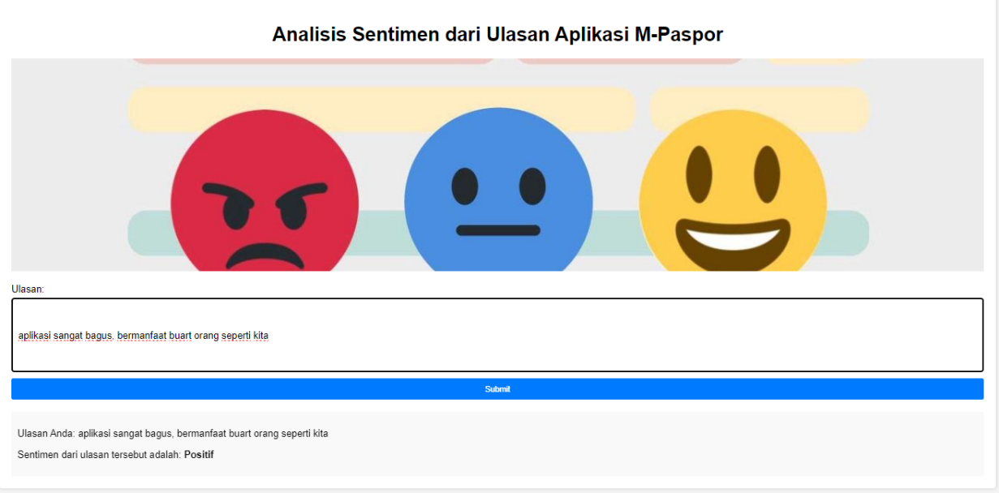 Analisis Sentimen dari Ulasan Aplikasi M-Paspor
Ulasan:
aplikasi sangat bagus, bermanfaat buart orang seperti kita
Submit
Ulasan Anda: aplikasi sangat bagus, bermanfaat buart orang seperti kita
Sentimen dari ulasan tersebut adalah: Positif